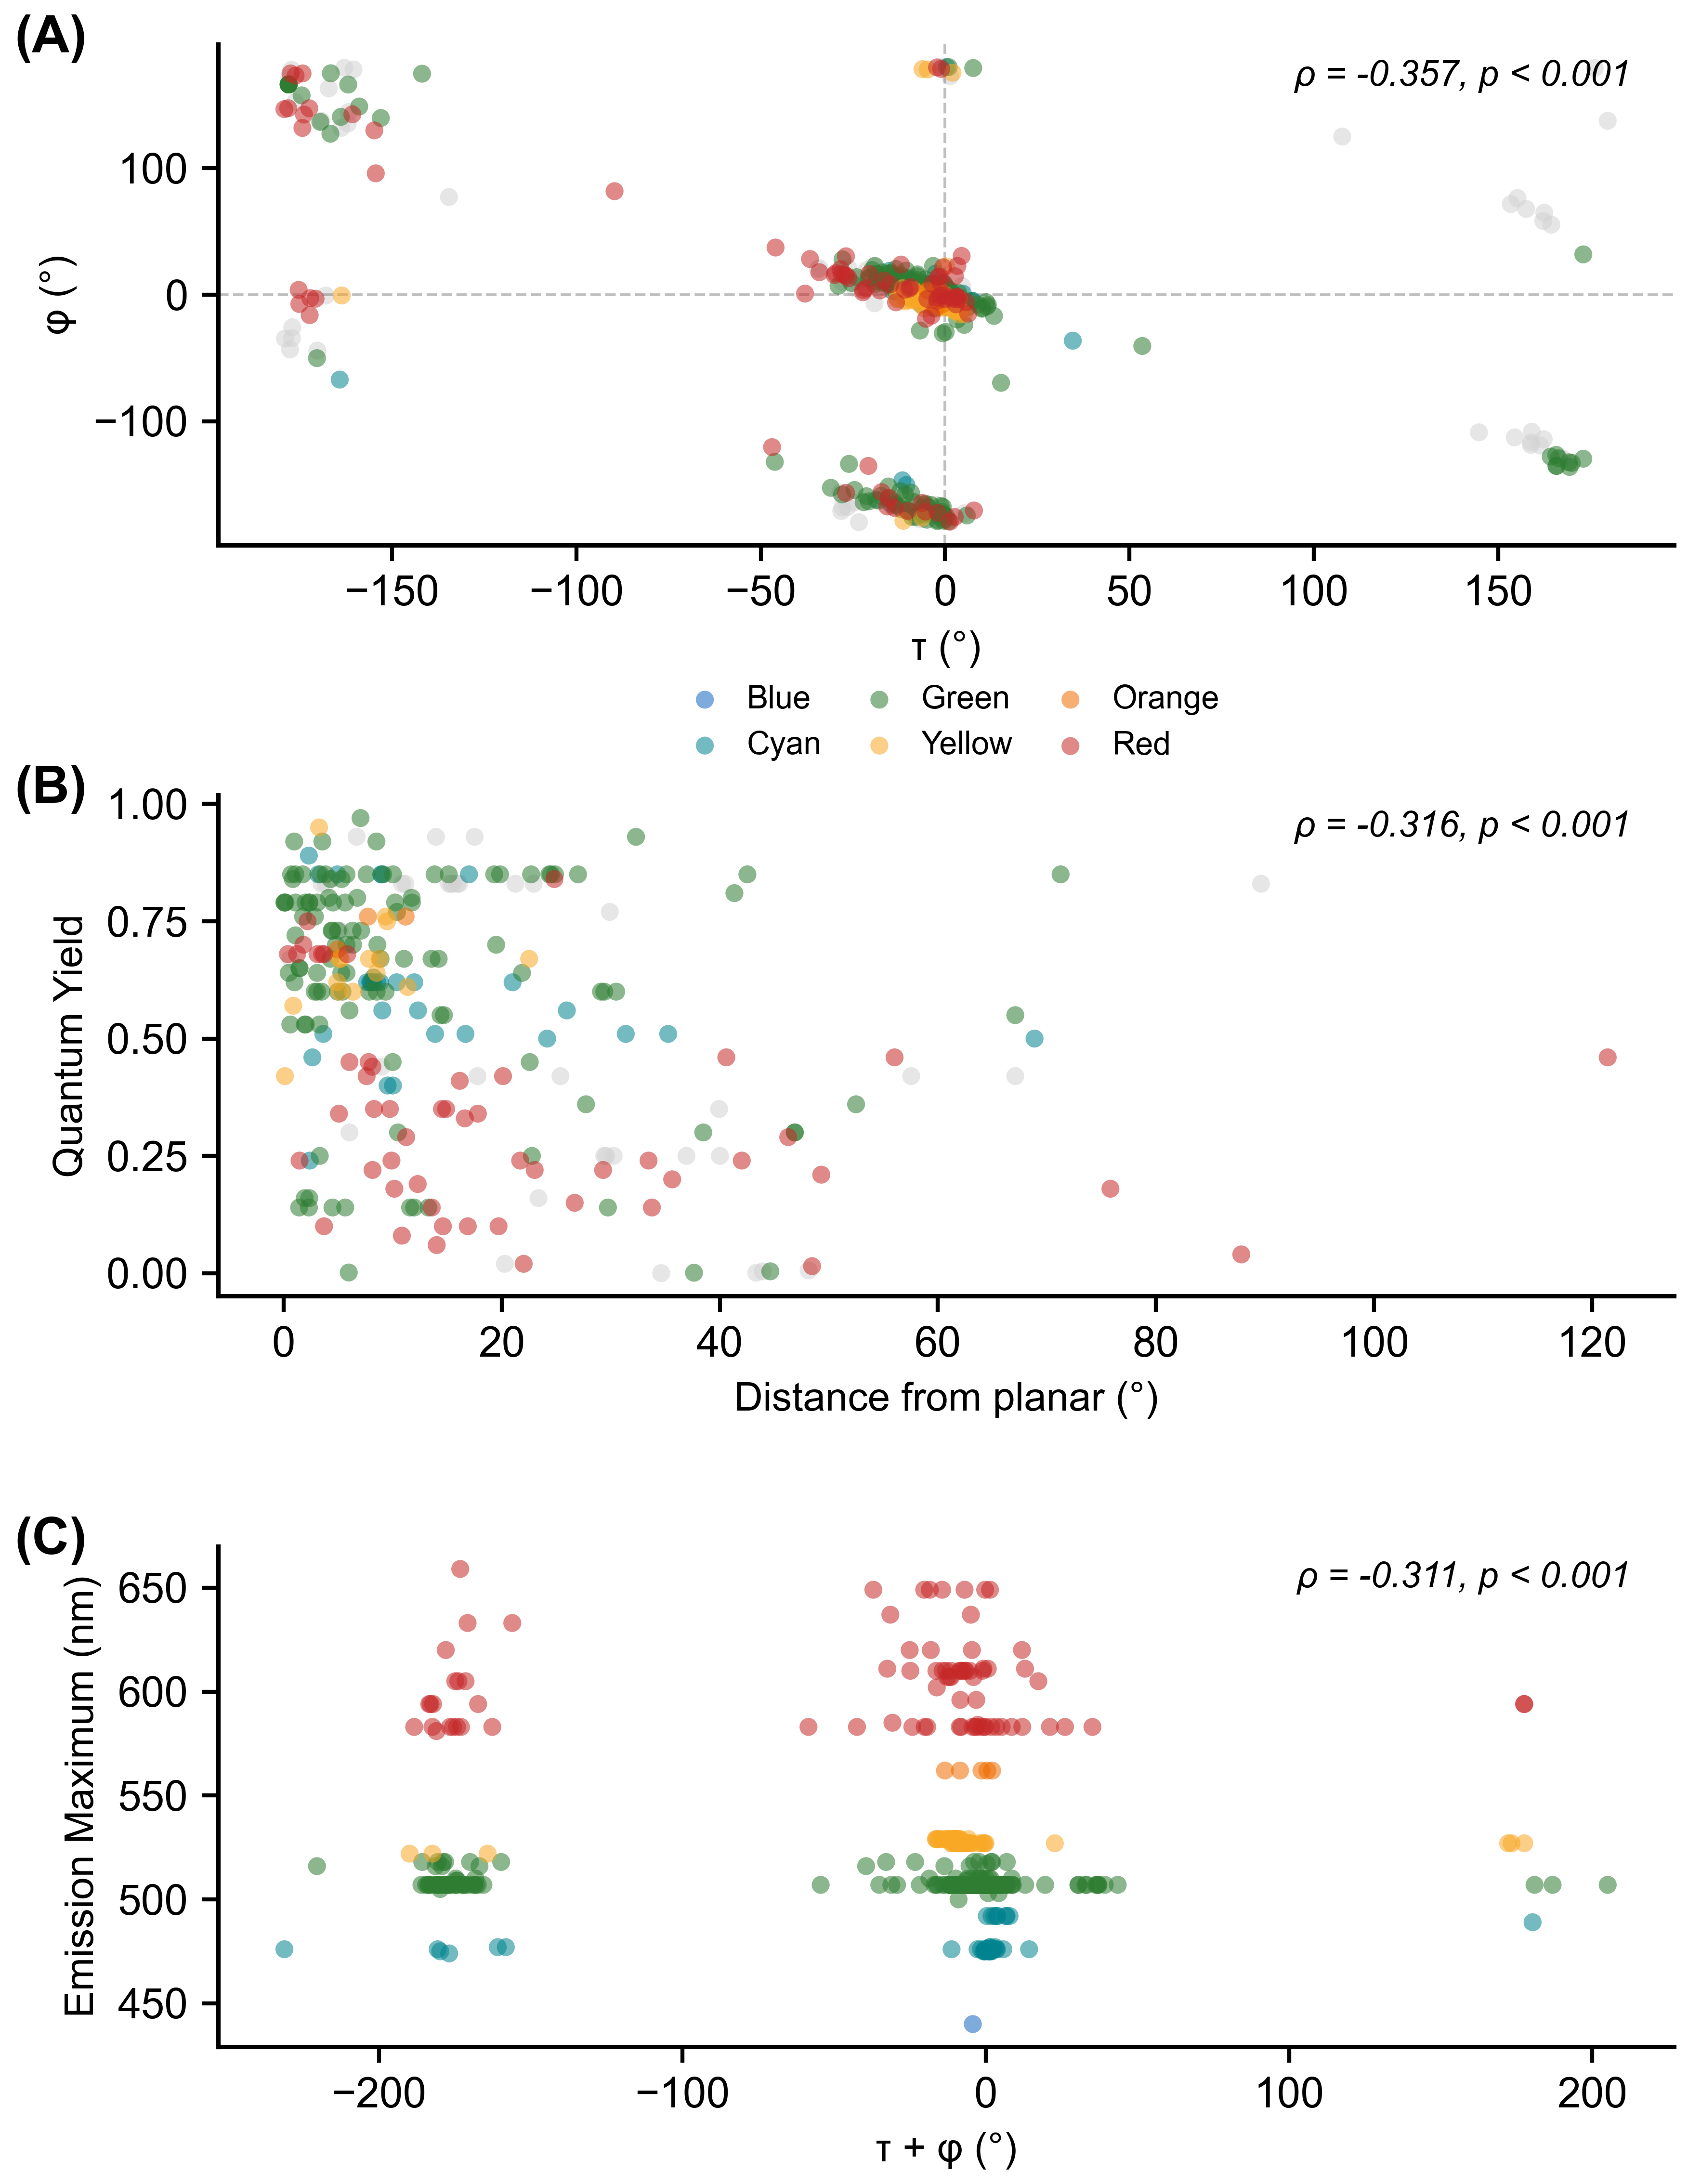 (A)
ρ = -0.357, p < 0.001
φ (°)
100
0
−100
−150
−100
−50
0
50
100
150
τ (°)
Blue
Green
Orange
Cyan
Yellow
Red
(B)
ρ = -0.316, p < 0.001
Quantum Yield
1.00
0.75
0.50
0.25
0.00
0
20
40
60
80
100
120
Distance from planar (°)
(C)
ρ = -0.311, p < 0.001
Emission Maximum (nm)
650
600
550
500
450
−200
−100
0
100
200
τ + φ (°)